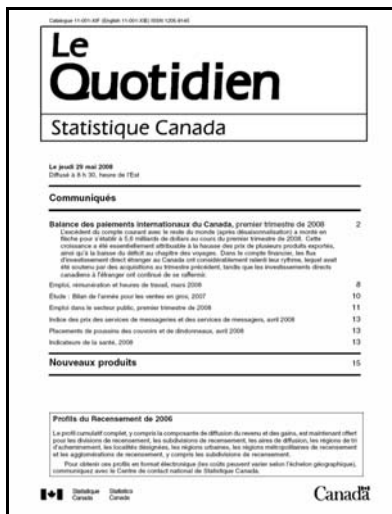 Catalogue 11-001-XIF (English 11-001-XIE) ISSN 1205-9145
Le
Quotidien
Statistique Canada
Le jeudi 29 mai 2008
Diffusé à 8 h 30, heure de l'Est
Communiqués
Balance des paiements internationaux du Canada, premier trimestre de 2008 2
L'excédent du compte courant avec le reste du monde (après désaisonnalisation) a monté en
flèche pour s'établir à 5,6 milliards de dollars au cours du premier trimestre de 2008. Cette
croissance a été essentiellement attribuable à la hausse des prix de plusieurs produits exportés,
ainsi qu'à la baisse du déficit au chapitre des voyages. Dans le compte financier, les flux
d'investissement direct étranger au Canada ont considérablement ralenti leur rythme, lequel avait
été soutenu par des acquisitions au trimestre précédent, tandis que les investissements directs
canadiens à l'étranger ont continué de se raffermir.
Emploi, rémunération et heures de travail, mars 2008 8
Étude : Bilan de l'année pour les ventes en gros, 2007 10
Emploi dans le secteur public, premier trimestre de 2008 11
Indice des prix des services de messageries et des services de messagers, avril 2008 13
Placements de poussins des couvoirs et de dindonneaux, avril 2008 13
Indicateurs de la santé, 2008 13
Nouveaux produits 15
Profils du Recensement de 2006
Le profil cumulatif complet, y compris la composante de diffusion du revenu et des gains, est maintenant offert
pour les divisions de recensement, les subdivisions de recensement, les aires de diffusion, les régions de tri
d'acheminement, les localités désignées, les régions urbaines, les régions métropolitaines de recensement
et les agglomérations de recensement, y compris les subdivisions de recensement.
Pour obtenir ces profils en format électronique (les coûts peuvent varier selon l'échelon géographique),
communiquez avec le Centre de contact national de Statistique Canada.
Statistique Canada
Statistics Canada
Canada